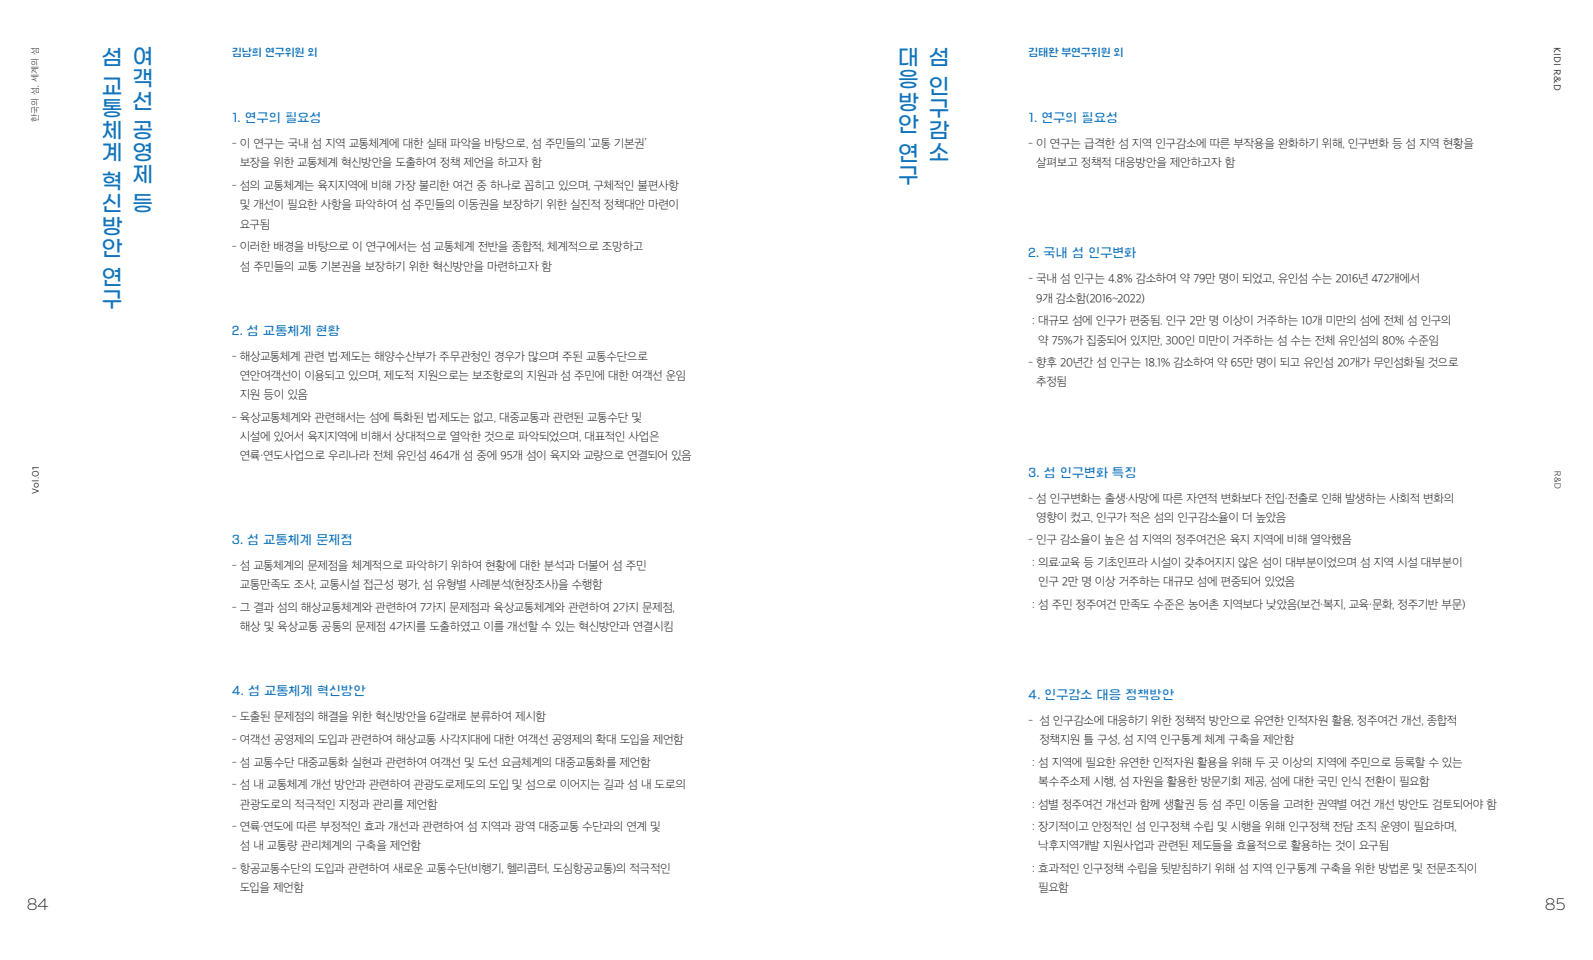 한국의 섬, 세계의 섬
Vol.01
여객선 공영제 등
섬 교통체계 혁신방안 연구
김남희 연구위원 외
1. 연구의 필요성
- 이 연구는 국내 섬 지역 교통체계에 대한 실태 파악을 바탕으로, 섬 주민들의 '교통 기본권'
보장을 위한 교통체계 혁신방안을 도출하여 정책 제언을 하고자 함
- 섬의 교통체계는 육지지역에 비해 가장 불리한 여건 중 하나로 꼽히고 있으며, 구체적인 불편사항
및 개선이 필요한 사항을 파악하여 섬 주민들의 이동권을 보장하기 위한 실진적 정책대안 마련이
요구됨
- 이러한 배경을 바탕으로 이 연구에서는 섬 교통체계 전반을 종합적, 체계적으로 조망하고
섬 주민들의 교통 기본권을 보장하기 위한 혁신방안을 마련하고자 함
2. 섬 교통체계 현황
- 해상교통체계 관련 법·제도는 해양수산부가 주무관청인 경우가 많으며 주된 교통수단으로
연안여객선이 이용되고 있으며, 제도적 지원으로는 보조항로의 지원과 섬 주민에 대한 여객선 운임
지원 등이 있음
- 육상교통체계와 관련해서는 섬에 특화된 법·제도는 없고, 대중교통과 관련된 교통수단 및
시설에 있어서 육지지역에 비해서 상대적으로 열악한 것으로 파악되었으며, 대표적인 사업은
연륙·연도사업으로 우리나라 전체 유인섬 464개 섬 중에 95개 섬이 육지와 교량으로 연결되어 있음
3. 섬 교통체계 문제점
- 섬 교통체계의 문제점을 체계적으로 파악하기 위하여 현황에 대한 분석과 더불어 섬 주민
교통만족도 조사, 교통시설 접근성 평가, 섬 유형별 사례분석(현장조사)을 수행함
- 그 결과 섬의 해상교통체계와 관련하여 7가지 문제점과 육상교통체계와 관련하여 2가지 문제점,
해상 및 육상교통 공통의 문제점 4가지를 도출하였고 이를 개선할 수 있는 혁신방안과 연결시킴
4. 섬 교통체계 혁신방안
- 도출된 문제점의 해결을 위한 혁신방안을 6갈래로 분류하여 제시함
- 여객선 공영제의 도입과 관련하여 해상교통 사각지대에 대한 여객선 공영제의 확대 도입을 제언함
- 섬 교통수단 대중교통화 실현과 관련하여 여객선 및 도선 요금체계의 대중교통화를 제언함
- 섬 내 교통체계 개선 방안과 관련하여 관광도로제도의 도입 및 섬으로 이어지는 길과 섬 내 도로의
관광도로의 적극적인 지정과 관리를 제언함
- 연륙·연도에 따른 부정적인 효과 개선과 관련하여 섬 지역과 광역 대중교통 수단과의 연계 및
섬 내 교통량 관리체계의 구축을 제언함
- 항공교통수단의 도입과 관련하여 새로운 교통수단(비행기, 헬리콥터, 도심항공교통)의 적극적인
도입을 제언함
84
섬 인구감소
대응방안 연구
김태완 부연구위원 외
1. 연구의 필요성
- 이 연구는 급격한 섬 지역 인구감소에 따른 부작용을 완화하기 위해, 인구변화 등 섬 지역 현황을
살펴보고 정책적 대응방안을 제안하고자 함
2. 국내 섬 인구변화
- 국내 섬 인구는 4.8% 감소하여 약 79만 명이 되었고, 유인섬 수는 2016년 472개에서
9개 감소함(2016~2022)
: 대규모 섬에 인구가 편중됨. 인구 2만 명 이상이 거주하는 10개 미만의 섬에 전체 섬 인구의
약 75%가 집중되어 있지만, 300인 미만이 거주하는 섬 수는 전체 유인섬의 80% 수준임
- 향후 20년간 섬 인구는 18.1% 감소하여 약 65만 명이 되고 유인섬 20개가 무인섬화될 것으로
추정됨
3. 섬 인구변화 특징
- 섬 인구변화는 출생·사망에 따른 자연적 변화보다 전입·전출로 인해 발생하는 사회적 변화의
영향이 컸고, 인구가 적은 섬의 인구감소율이 더 높았음
- 인구 감소율이 높은 섬 지역의 정주여건은 육지 지역에 비해 열악했음
: 의료·교육 등 기초인프라 시설이 갖추어지지 않은 섬이 대부분이었으며 섬 지역 시설 대부분이
인구 2만 명 이상 거주하는 대규모 섬에 편중되어 있었음
: 섬 주민 정주여건 만족도 수준은 농어촌 지역보다 낮았음(보건·복지, 교육·문화, 정주기반 부문)
4. 인구감소 대응 정책방안
- 섬 인구감소에 대응하기 위한 정책적 방안으로 유연한 인적자원 활용, 정주여건 개선, 종합적
정책지원 틀 구성, 섬 지역 인구통계 체계 구축을 제안함
: 섬 지역에 필요한 유연한 인적자원 활용을 위해 두 곳 이상의 지역에 주민으로 등록할 수 있는
복수주소제 시행, 섬 자원을 활용한 방문기회 제공, 섬에 대한 국민 인식 전환이 필요함
: 섬별 정주여건 개선과 함께 생활권 등 섬 주민 이동을 고려한 권역별 여건 개선 방안도 검토되어야 함
: 장기적이고 안정적인 섬 인구정책 수립 및 시행을 위해 인구정책 전담 조직 운영이 필요하며,
낙후지역개발 지원사업과 관련된 제도들을 효율적으로 활용하는 것이 요구됨
: 효과적인 인구정책 수립을 뒷받침하기 위해 섬 지역 인구통계 구축을 위한 방법론 및 전문조직이
필요함
KIDI R&D
R&D
85